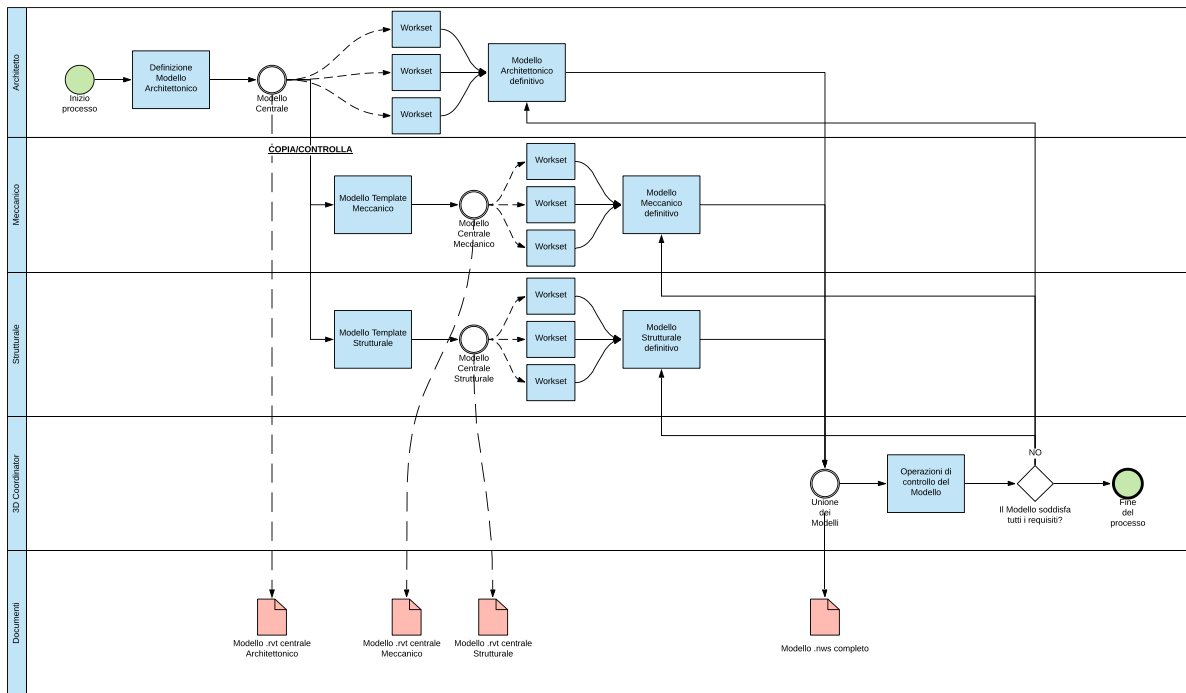 Architetto
Inizio
processo
Definizione
Modello
Architettonico
Modello
Centrale
Workset
Workset
Workset
Modello
Architettonico
definitivo
COPIA/CONTROLLA
Meccanico
Modello Template
Meccanico
Modello
Centrale
Meccanico
Workset
Workset
Workset
Modello
Meccanico
definitivo
Strutturale
Modello Template
Strutturale
Modello
Centrale
Strutturale
Workset
Workset
Workset
Modello
Strutturale
definitivo
3D Coordinator
Unione
dei
Modelli
Operazioni di
controllo del
Modello
NO
Il Modello soddisfa
tutti i requisiti?
Fine
del
processo
Documenti
Modello .rvt centrale
Architettonico
Modello .rvt centrale
Meccanico
Modello .rvt centrale
Strutturale
Modello .nws completo